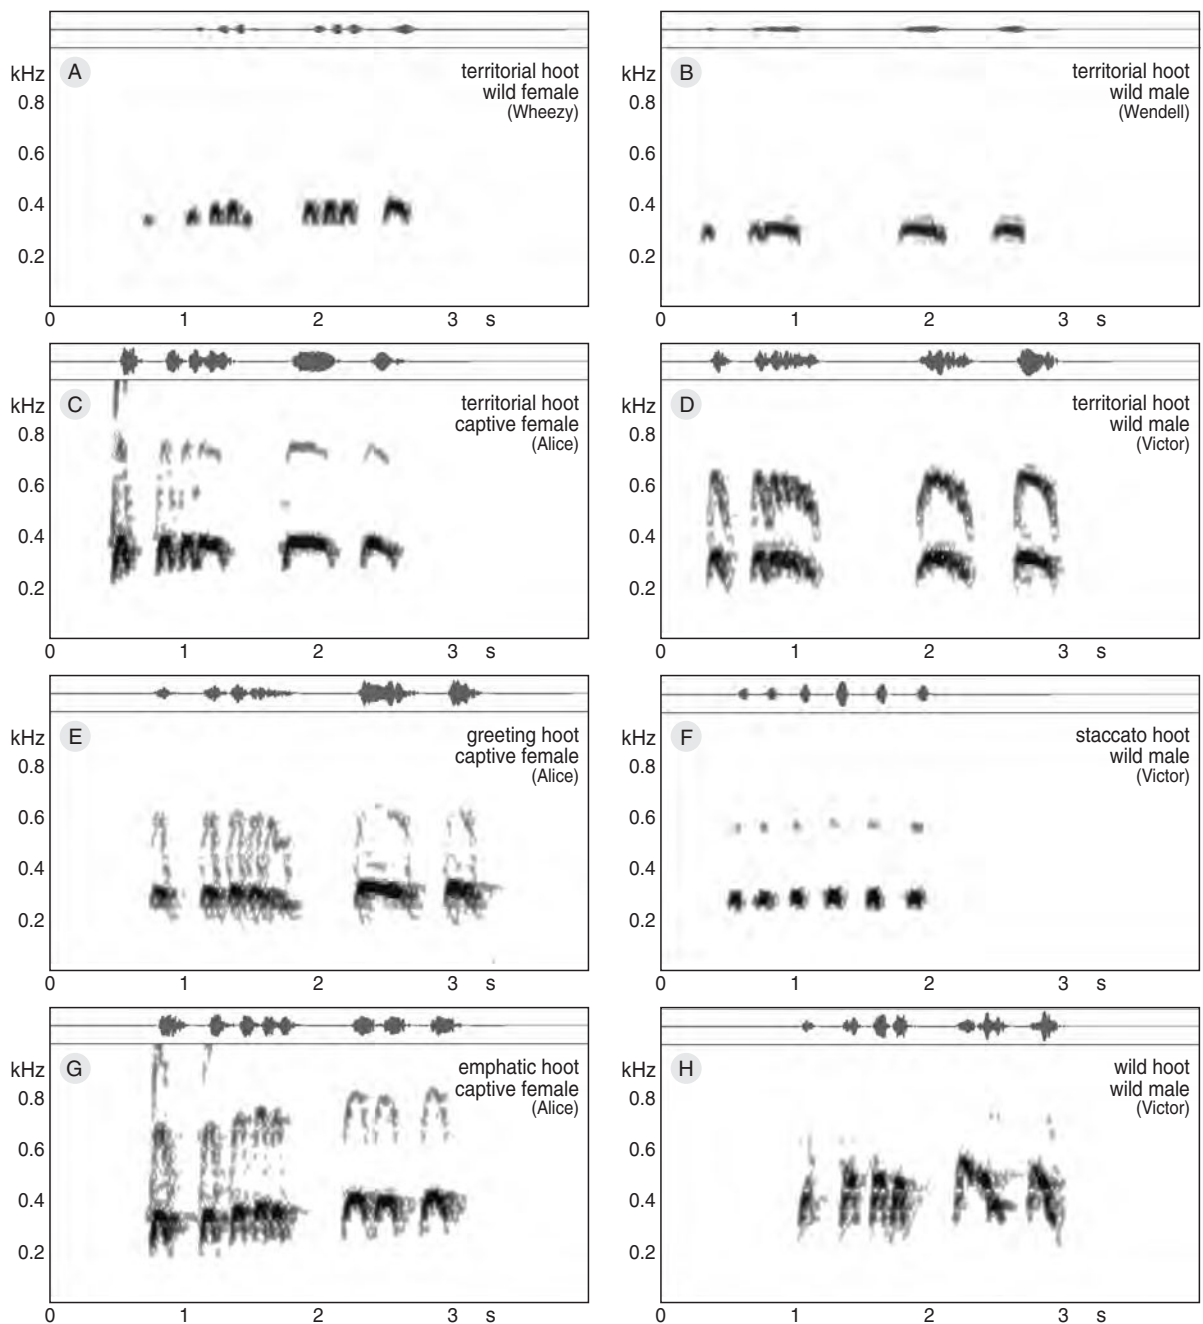 kHz
A
territorial hoot
wild female
(Wheezy)
0.8
0.6
0.4
0.2
0 1 2 3 s
kHz
B
territorial hoot
wild male
(Wendell)
0.8
0.6
0.4
0.2
0 1 2 3 s
kHz
C
territorial hoot
captive female
(Alice)
0.8
0.6
0.4
0.2
0 1 2 3 s
kHz
D
territorial hoot
wild male
(Victor)
0.8
0.6
0.4
0.2
0 1 2 3 s
kHz
E
greeting hoot
captive female
(Alice)
0.8
0.6
0.4
0.2
0 1 2 3 s
kHz
F
staccato hoot
wild male
(Victor)
0.8
0.6
0.4
0.2
0 1 2 3 s
kHz
G
emphatic hoot
captive female
(Alice)
0.8
0.6
0.4
0.2
0 1 2 3 s
kHz
H
wild hoot
wild male
(Victor)
0.8
0.6
0.4
0.2
0 1 2 3 s